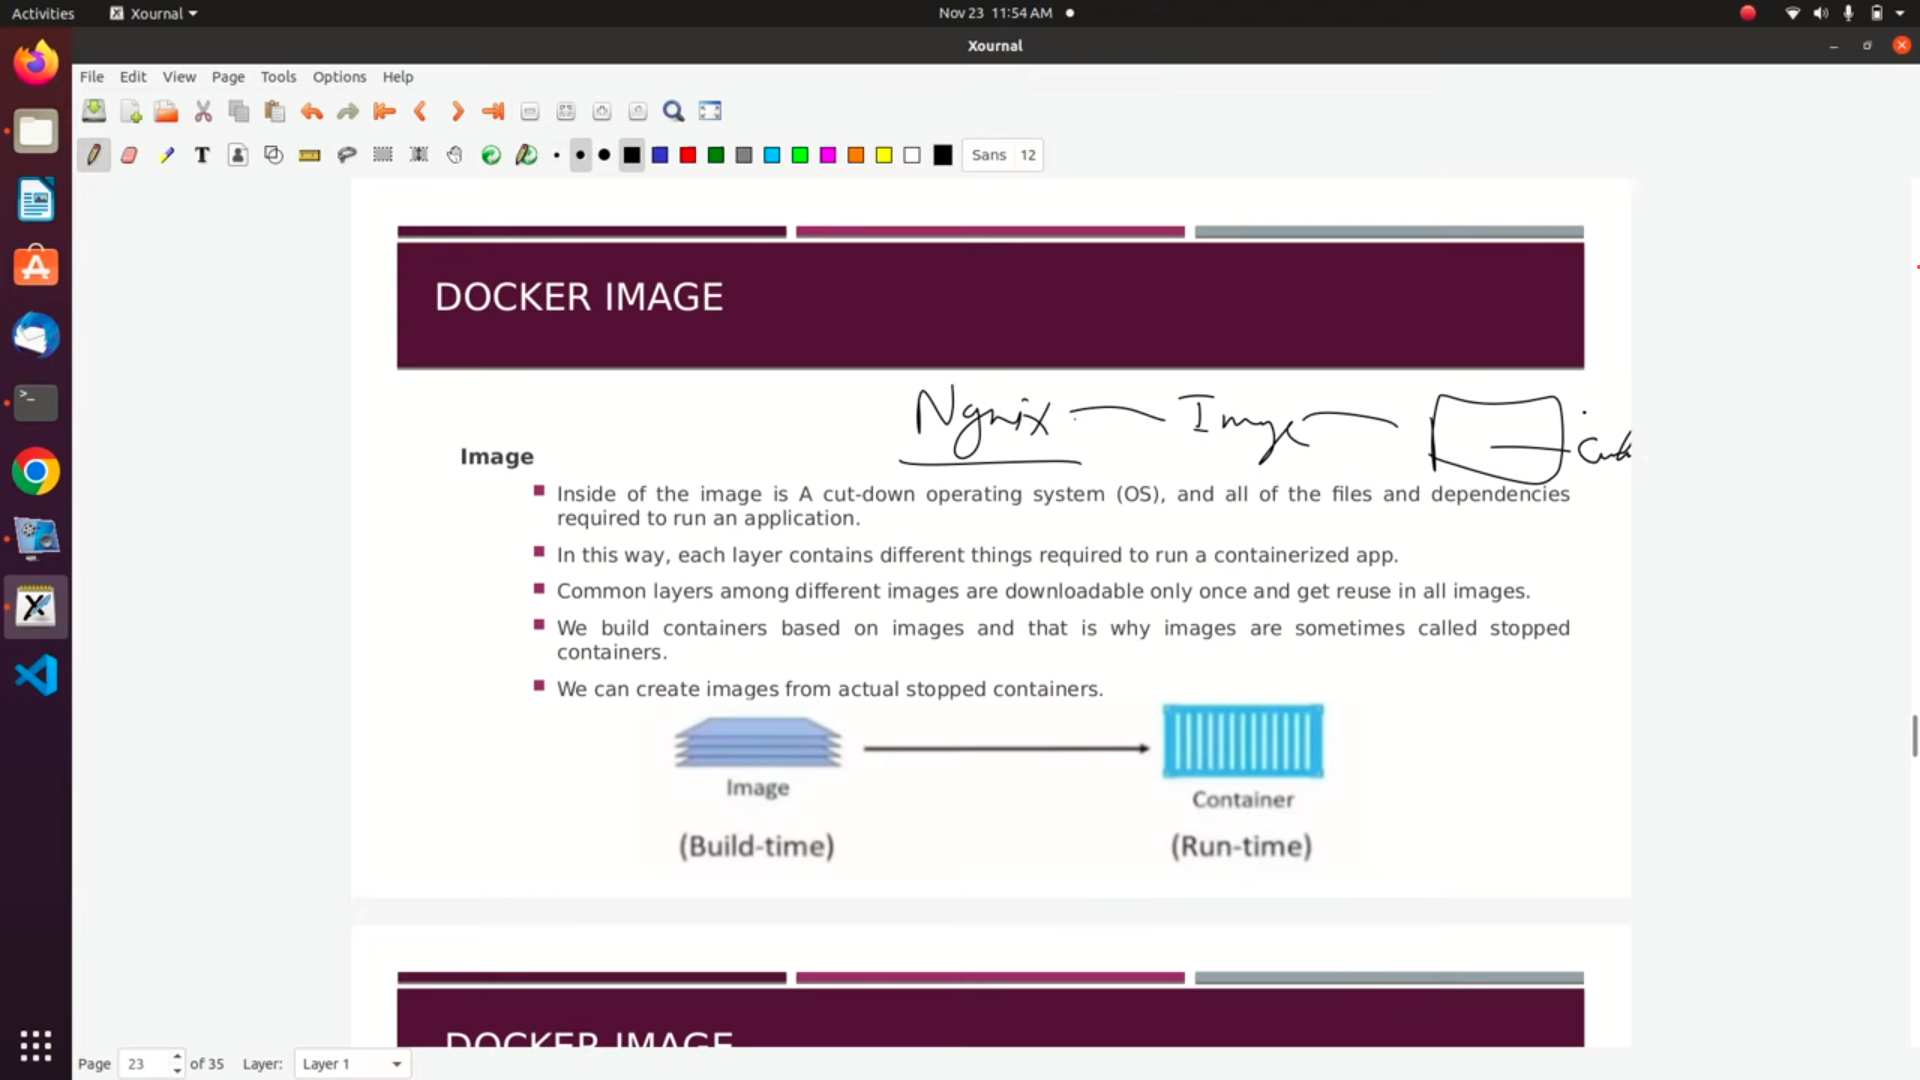 Activities
Xournal
Nov 23 11:54 AM
Xournal
File Edit View Page Tools Options Help
Sans 12
DOCKER IMAGE
Ngnix Image
Image
Inside of the image is A cut-down operating system (OS), and all of the files and dependencies
required to run an application.
In this way, each layer contains different things required to run a containerized app.
Common layers among different images are downloadable only once and get reuse in all images.
We build containers based on images and that is why images are sometimes called stopped
containers.
We can create images from actual stopped containers.
Image
Container
(Build-time)
(Run-time)
DOCKER IMAGE
Page 23 of 35 Layer: Layer 1